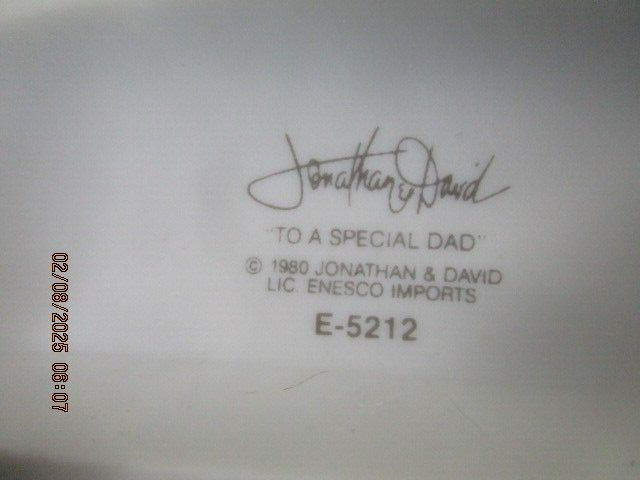 Jonathan & David
"TO A SPECIAL DAD"
© 1980 JONATHAN & DAVID
LIC. ENESCO IMPORTS
E-5212
02/08/2025 06:07